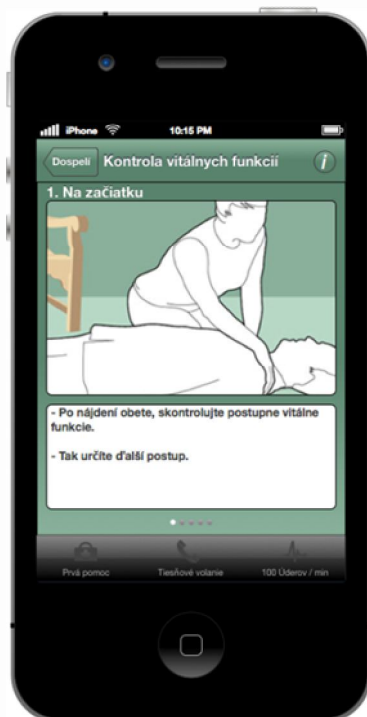 iPhone 10:15 PM
Dospelí Kontrola vitálnych funkcií i
1. Na začiatku
- Po nájdení obete, skontrolujte postupne vitálne
funkcie.
- Tak určíte ďalší postup.
Prvá pomoc Tiesňové volanie 100 Úderov / min